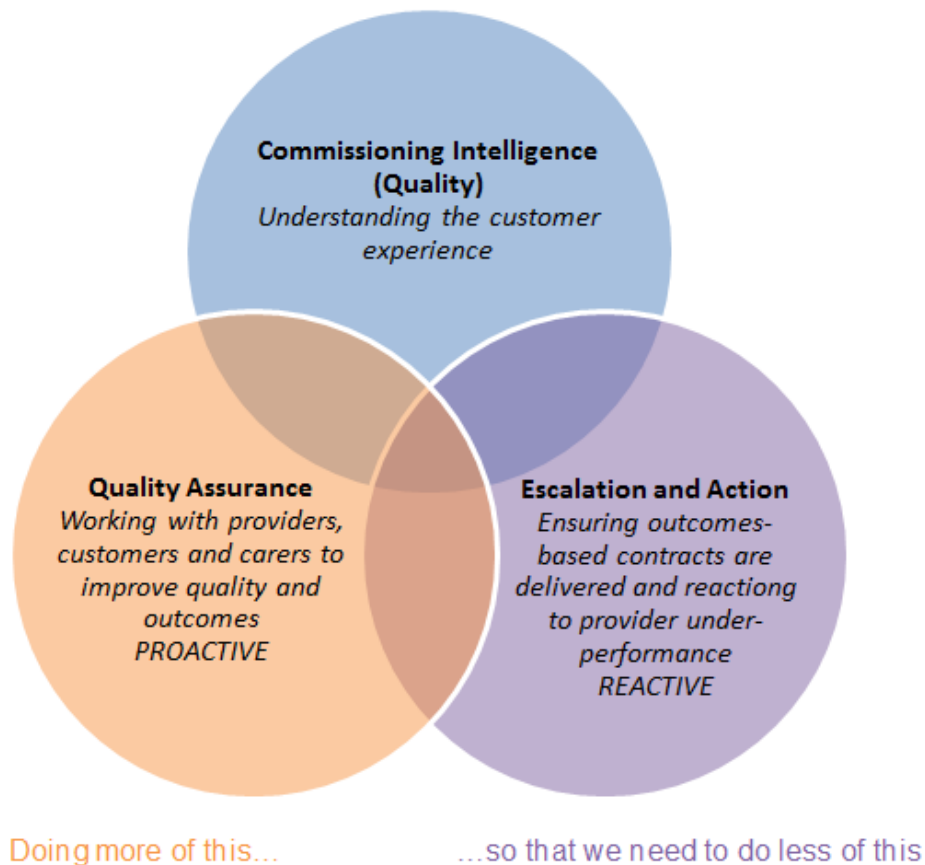 Commissioning Intelligence
(Quality)
Understanding the customer
experience
Quality Assurance
Working with providers,
customers and carers to
improve quality and
outcomes
PROACTIVE
Escalation and Action
Ensuring outcomes-
based contracts are
delivered and reactiong
to provider under-
performance
REACTIVE
Doing more of this...
...so that we need to do less of this